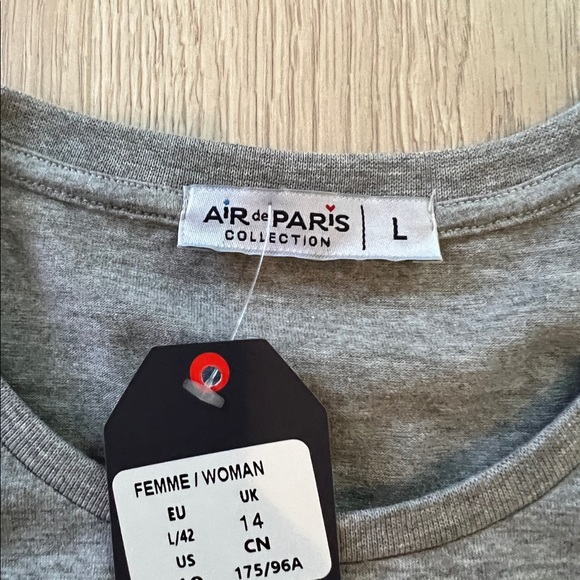 AiR de PARiS | L
COLLECTION
FEMME / WOMAN
EU UK
L/42 14
US CN
175/96A